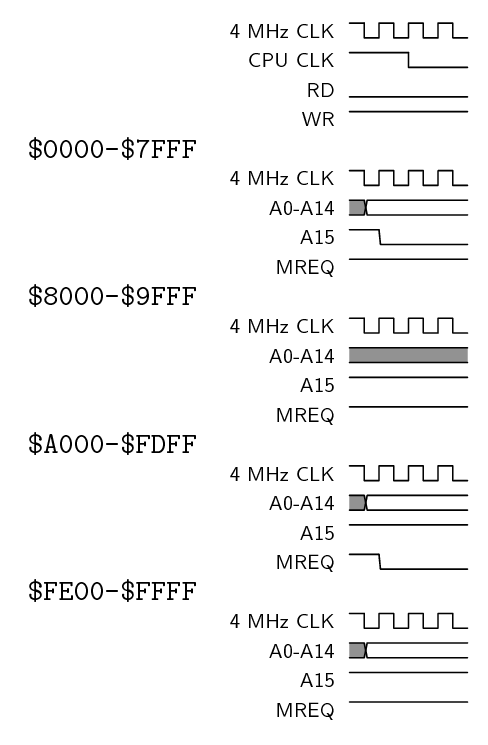 4 MHz CLK
CPU CLK
RD
WR
$0000-$7FFF
4 MHz CLK
A0-A14
A15
MREQ
$8000-$9FFF
4 MHz CLK
A0-A14
A15
MREQ
$A000-$FDFF
4 MHz CLK
A0-A14
A15
MREQ
$FE00-$FFFF
4 MHz CLK
A0-A14
A15
MREQ